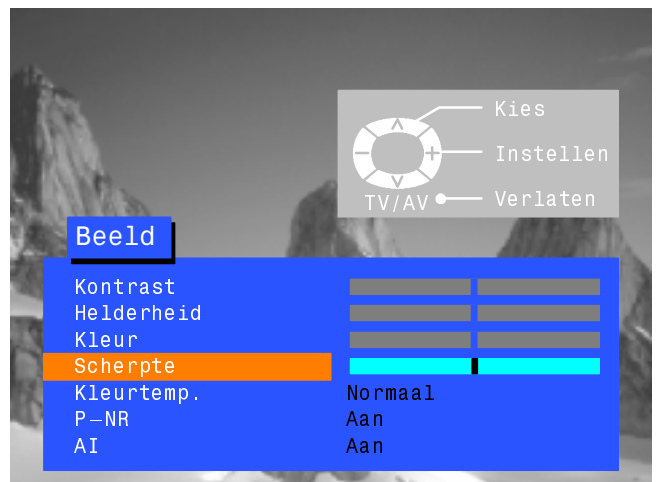 Kies
Instellen
TV/AV Verlaten
Beeld
Kontrast
Helderheid
Kleur
Scherpte
Kleurtemp. Normaal
P–NR Aan
AI Aan